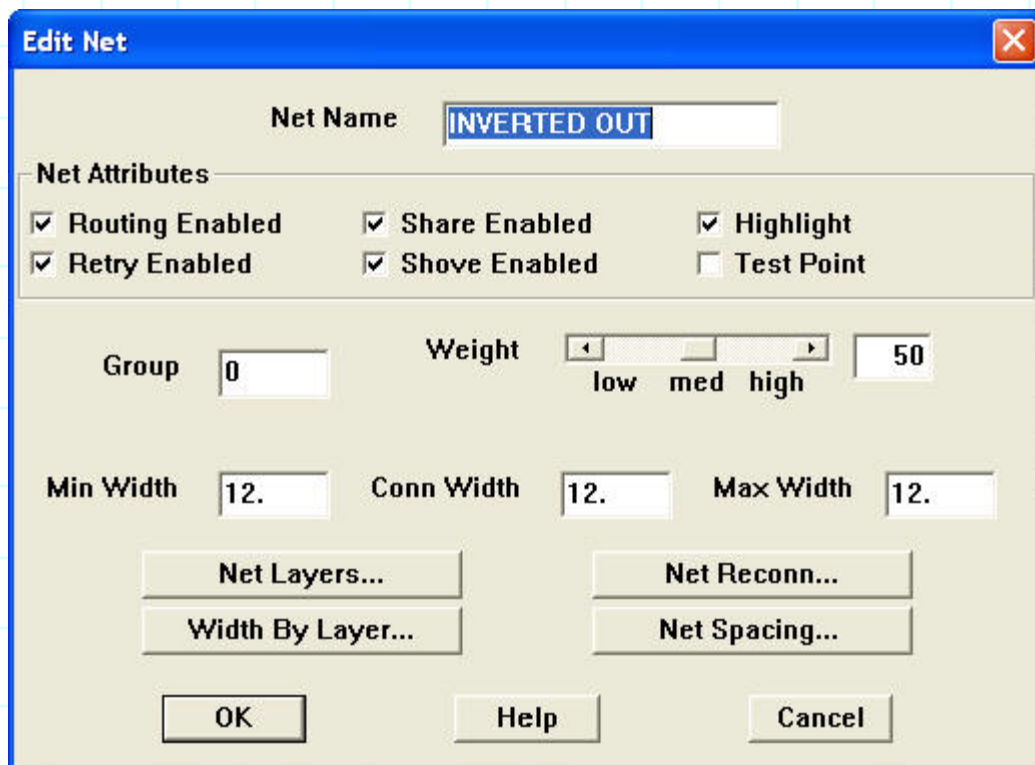 Edit Net
Net Name INVERTED OUT
Net Attributes
Routing Enabled Share Enabled Highlight
Retry Enabled Shove Enabled Test Point
Group 0 Weight 50
low med high
Min Width 12. Conn Width 12. Max Width 12.
Net Layers... Net Reconn...
Width By Layer... Net Spacing...
OK Help Cancel